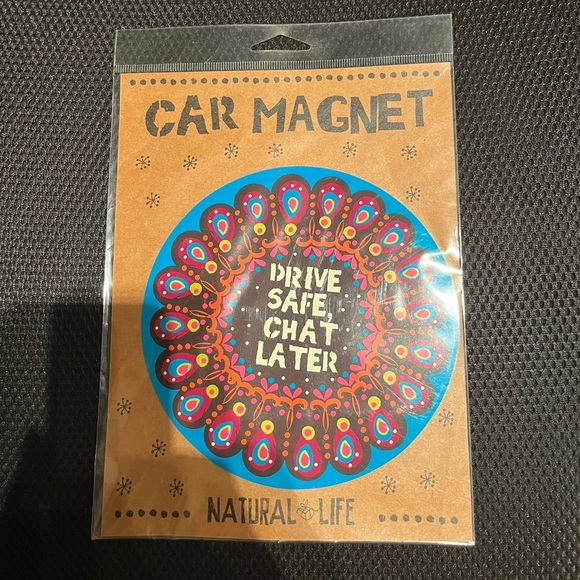 CAR MAGNET
DRIVE
SAFE,
CHAT
LATER
NATURAL LIFE